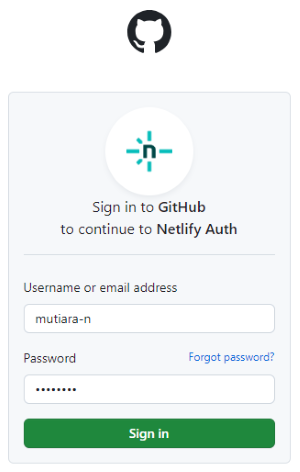 n
Sign in to GitHub
to continue to Netlify Auth
Username or email address
mutiara-n
Password Forgot password?
••••••••
Sign in